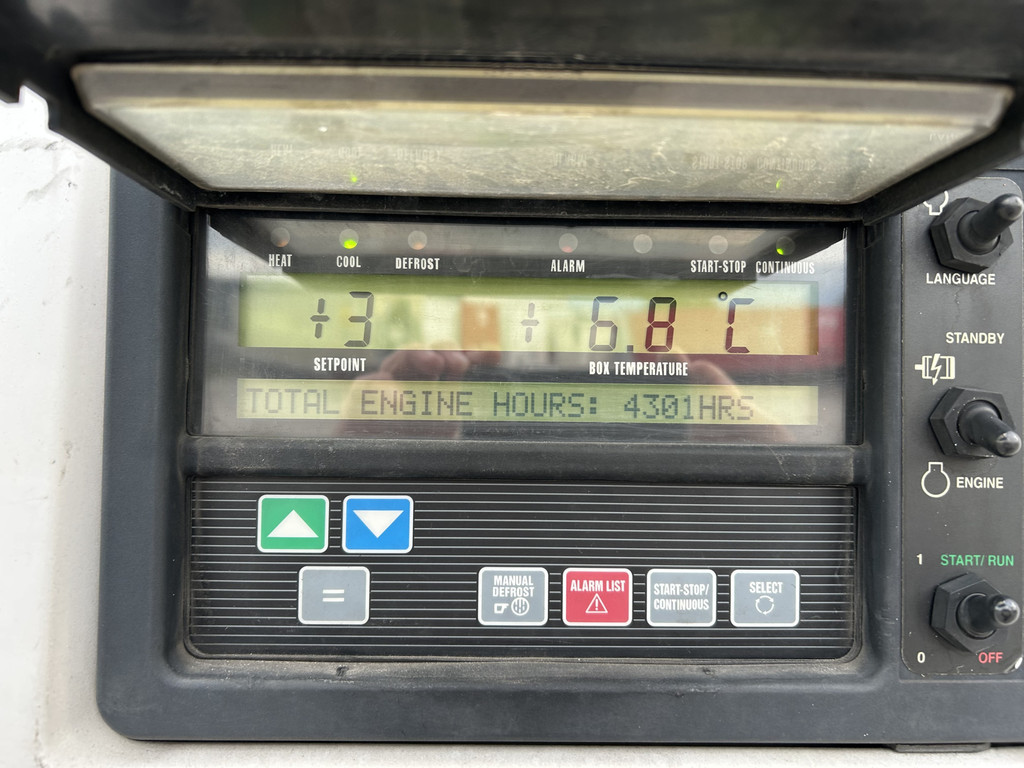 HEAT COOL DEFROST ALARM START-STOP CONTINUOUS
+3 + 6.8 °C
SETPOINT BOX TEMPERATURE
TOTAL ENGINE HOURS: 4301HRS
MANUAL DEFROST
ALARM LIST
START-STOP/
CONTINUOUS
SELECT
=
LANGUAGE
STANDBY
ENGINE
1 START/RUN
0 OFF